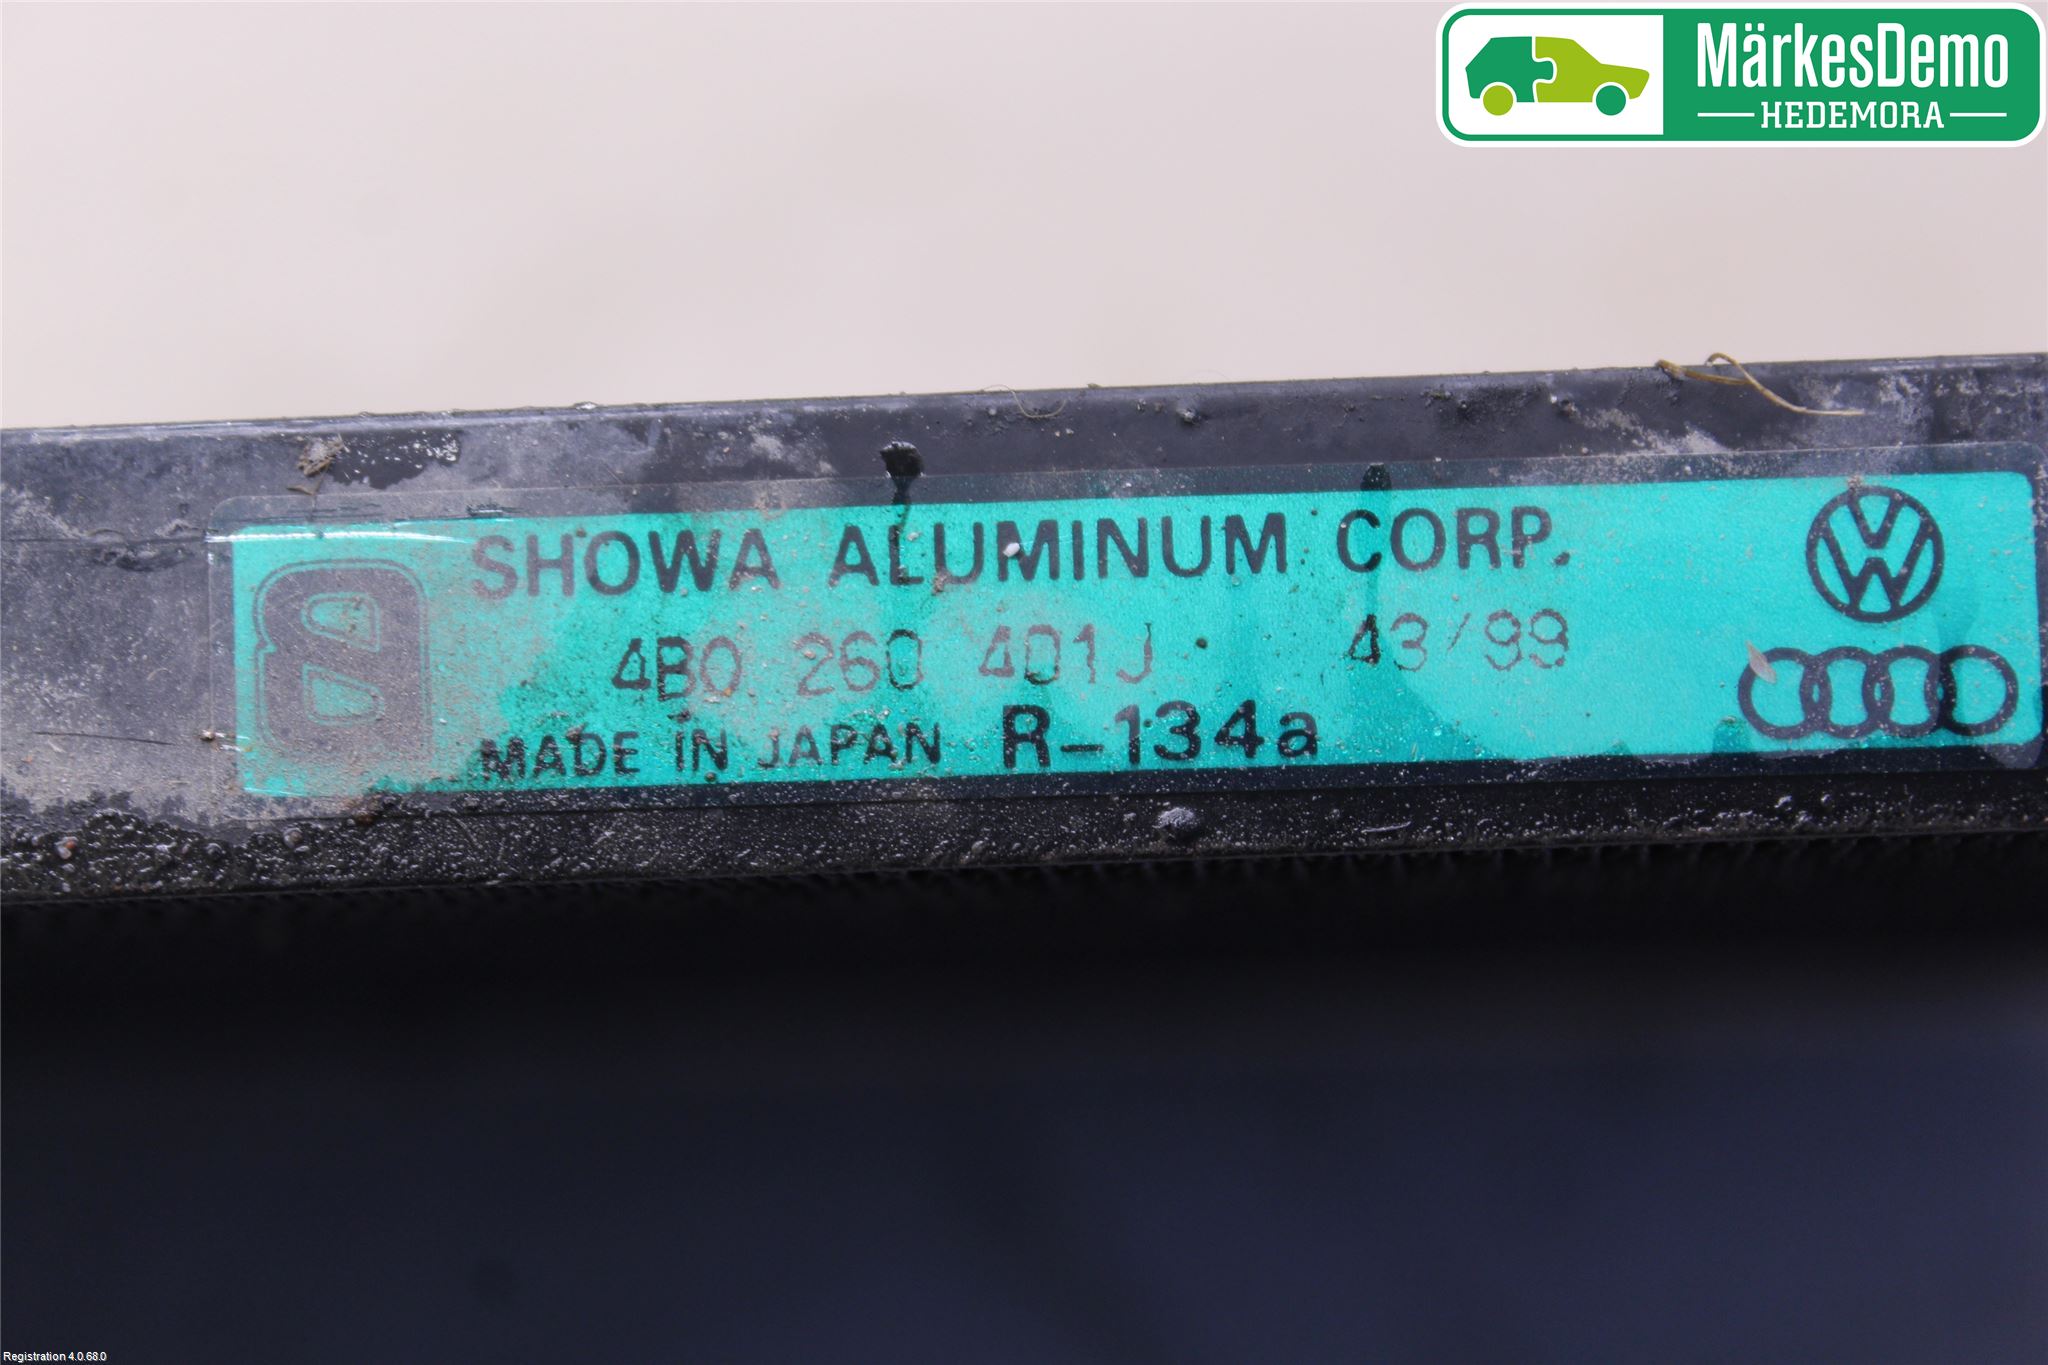 MärkesDemo
HEDEMORA
SHOWA ALUMINUM CORP.
4B0 260 401J 43/99
MADE IN JAPAN R-134a
Registration 4.0.68.0